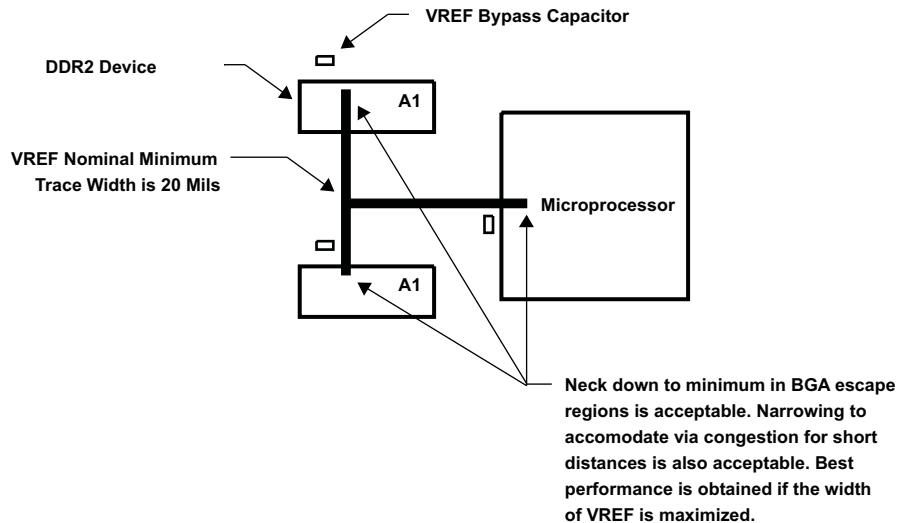 VREF Bypass Capacitor
DDR2 Device
A1
VREF Nominal Minimum
Trace Width is 20 Mils
Microprocessor
A1
Neck down to minimum in BGA escape
regions is acceptable. Narrowing to
accomodate via congestion for short
distances is also acceptable. Best
performance is obtained if the width
of VREF is maximized.